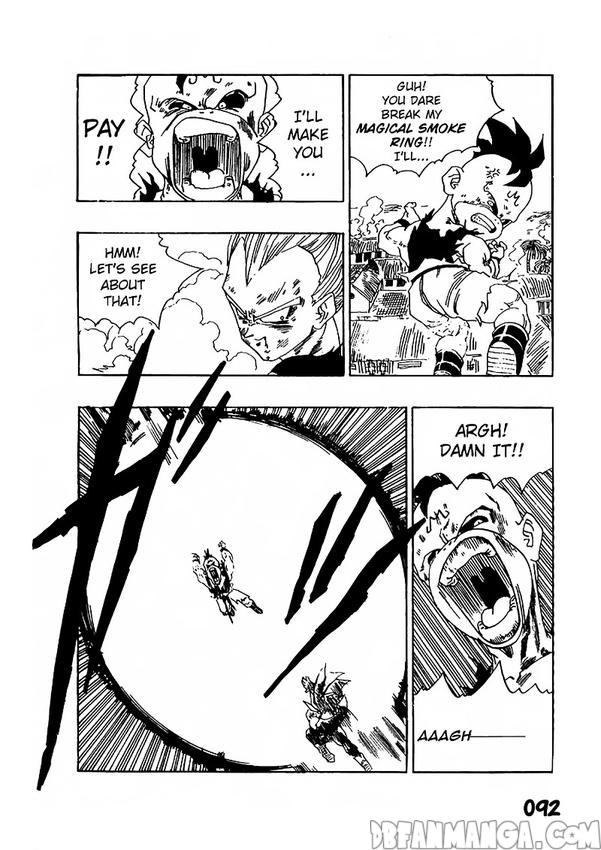 GUH!
YOU DARE
BREAK MY
MAGICAL SMOKE
RING!!
I'LL...
I'LL
MAKE
YOU
...
PAY
!!
HMM!
LET'S SEE
ABOUT
THAT!
ARGH!
DAMN IT!!
AAAGH
092
DBFANMANGA.COM